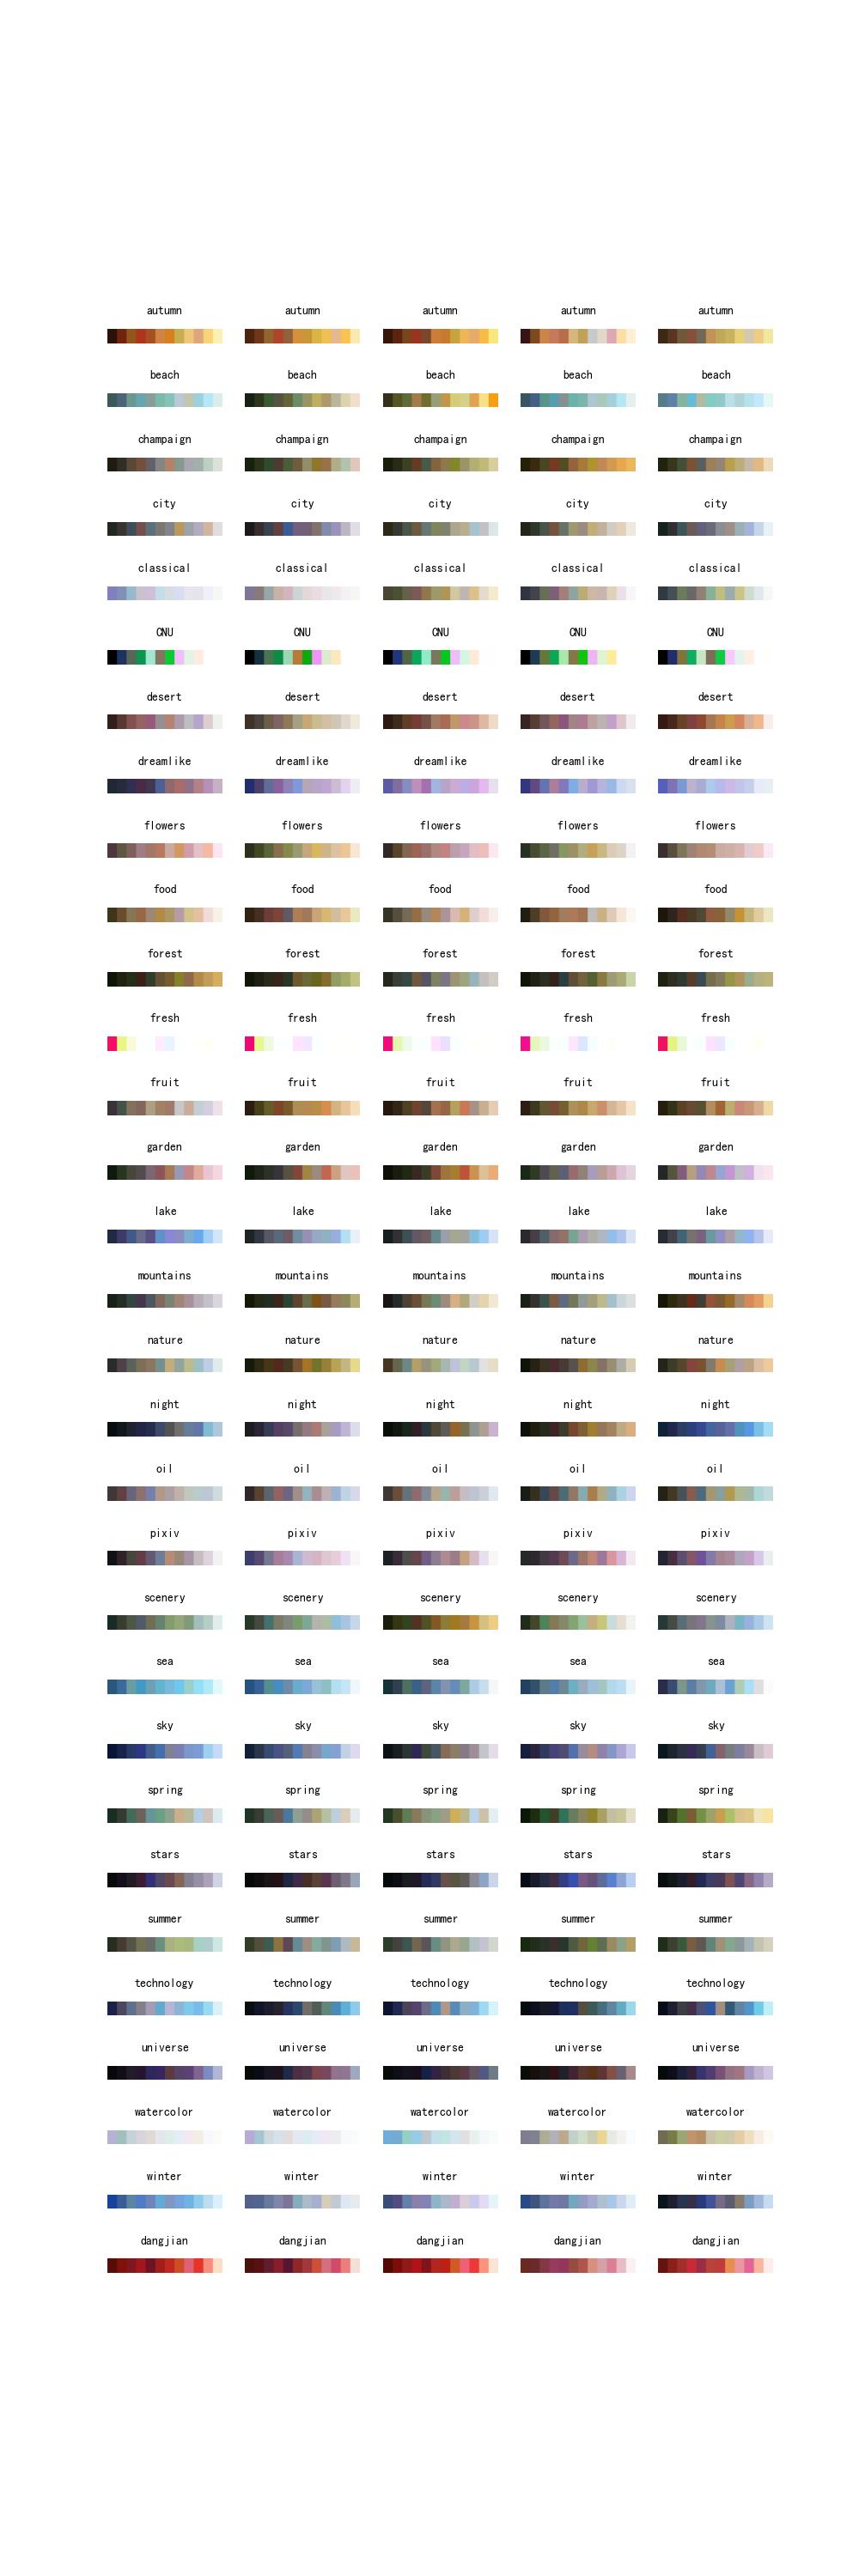 autumn autumn autumn autumn autumn
beach beach beach beach beach
champaign champaign champaign champaign champaign
city city city city city
classical classical classical classical classical
CNU CNU CNU CNU CNU
desert desert desert desert desert
dreamlike dreamlike dreamlike dreamlike dreamlike
flowers flowers flowers flowers flowers
food food food food food
forest forest forest forest forest
fresh fresh fresh fresh fresh
fruit fruit fruit fruit fruit
garden garden garden garden garden
lake lake lake lake lake
mountains mountains mountains mountains mountains
nature nature nature nature nature
night night night night night
oil oil oil oil oil
pixiv pixiv pixiv pixiv pixiv
scenery scenery scenery scenery scenery
sea sea sea sea sea
sky sky sky sky sky
spring spring spring spring spring
stars stars stars stars stars
summer summer summer summer summer
technology technology technology technology technology
universe universe universe universe universe
watercolor watercolor watercolor watercolor watercolor
winter winter winter winter winter
dangjian dangjian dangjian dangjian dangjian